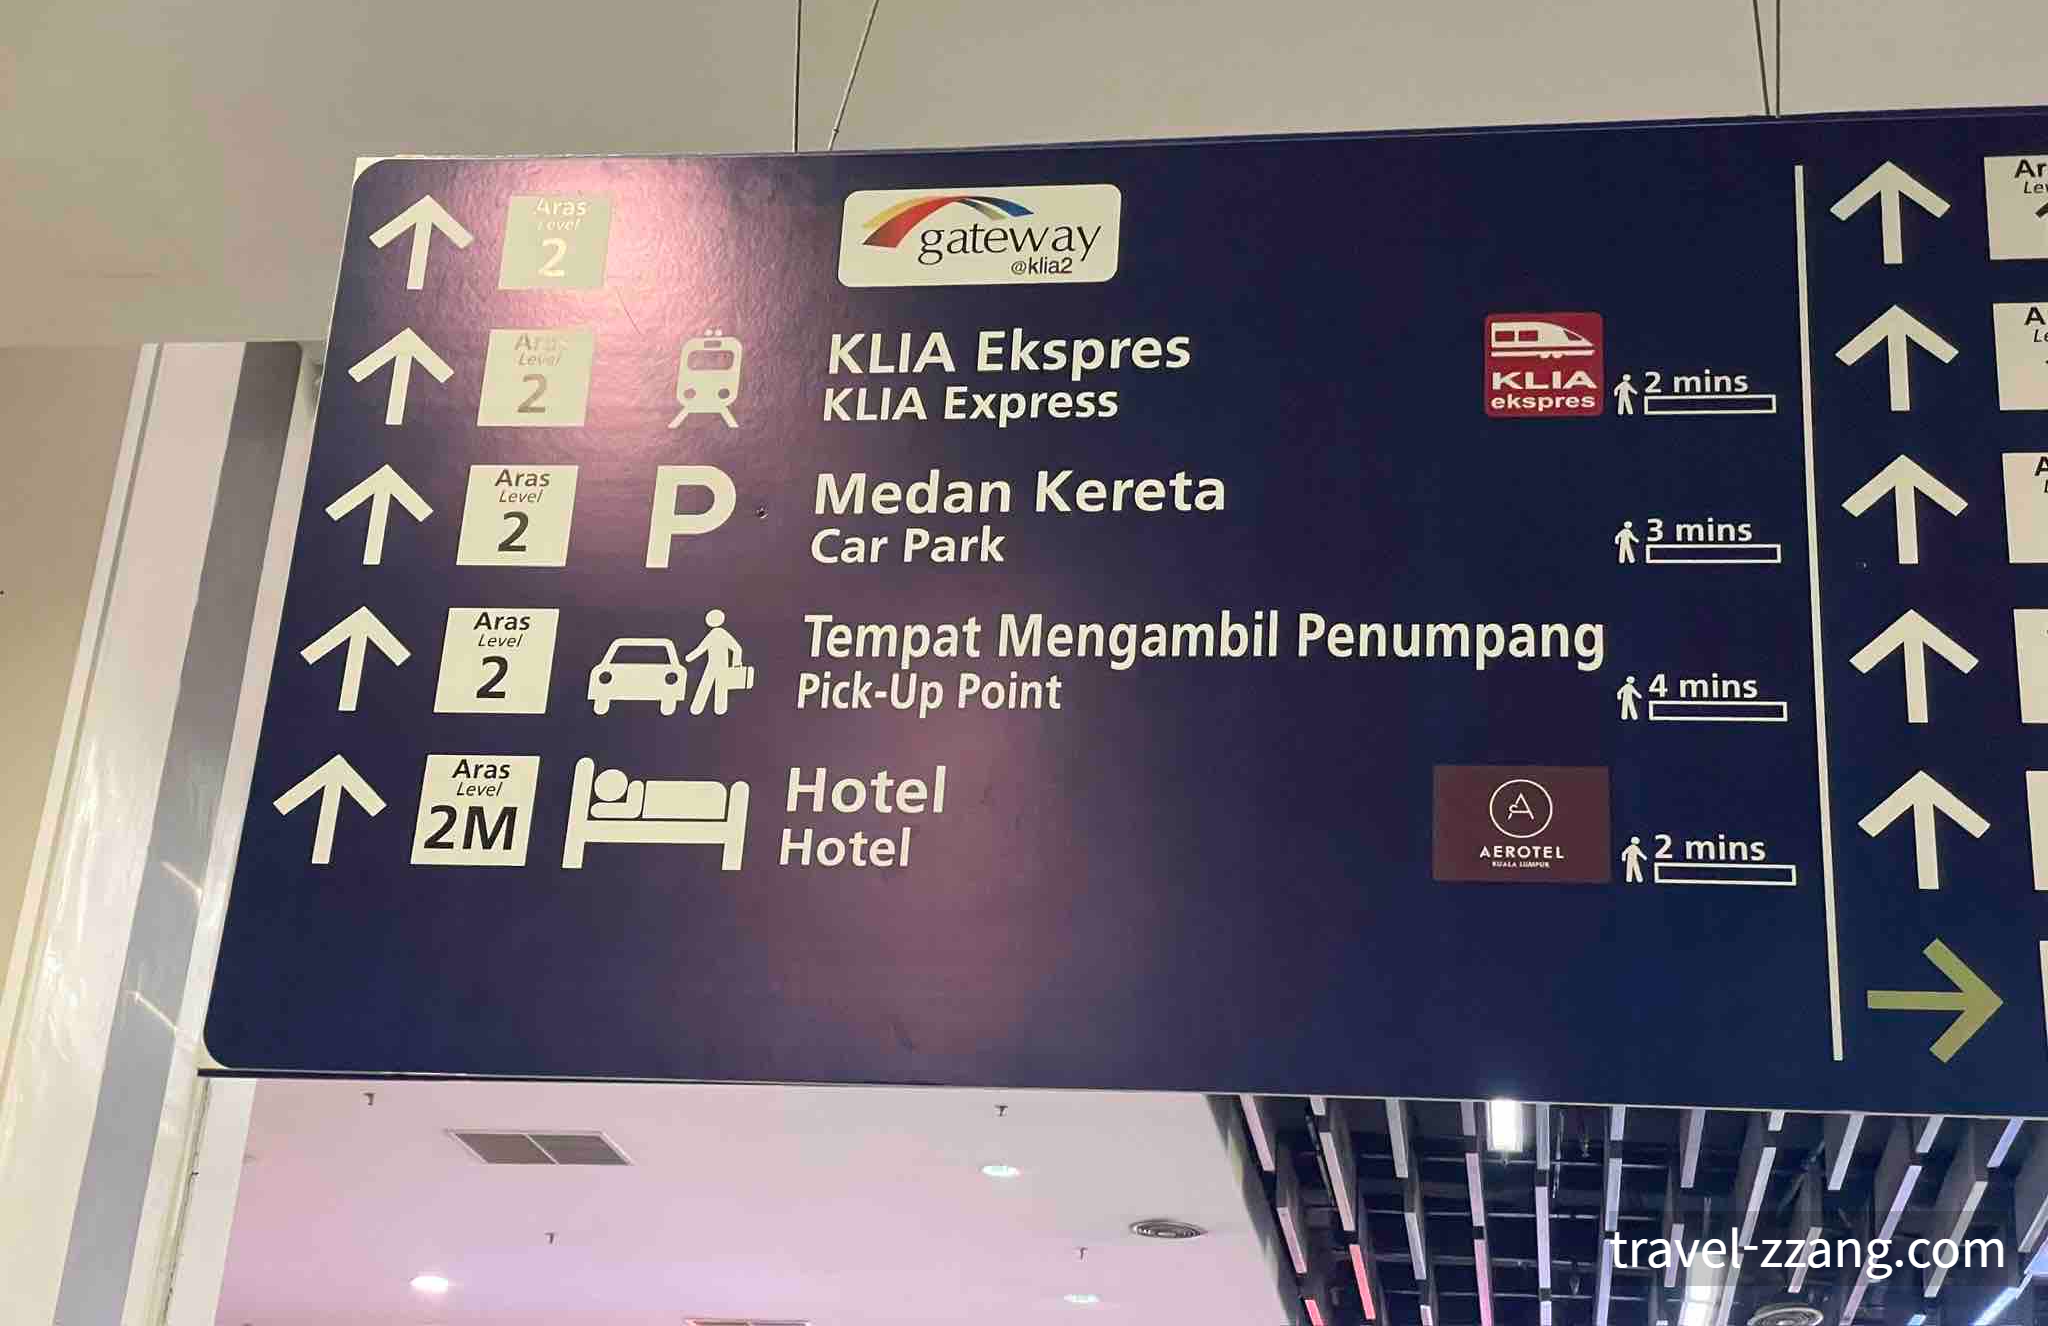 Aras
Level
2
gateway
@klia2
Aras
Level
2
KLIA Ekspres
KLIA Express
KLIA
ekspres
2 mins
Aras
Level
2
P
Medan Kereta
Car Park
3 mins
Aras
Level
2
Tempat Mengambil Penumpang
Pick-Up Point
4 mins
Aras
Level
2M
Hotel
Hotel
A
AEROTEL
KUALA LUMPUR
2 mins
travel-zzang.com